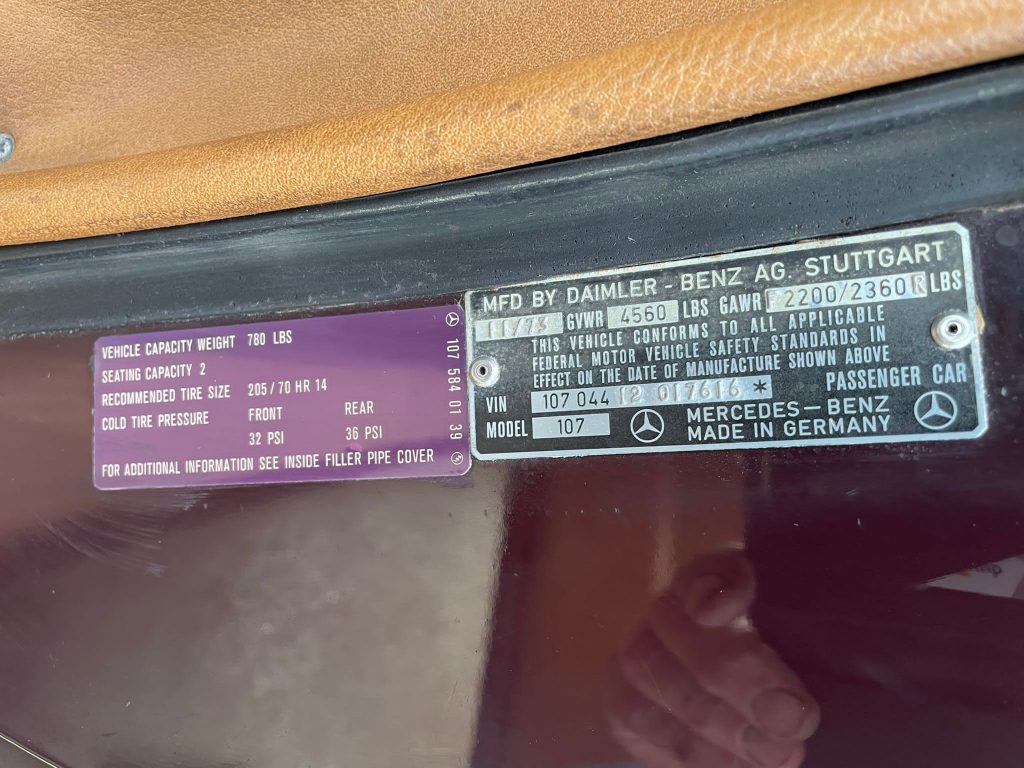 VEHICLE CAPACITY WEIGHT 780 LBS
SEATING CAPACITY 2
RECOMMENDED TIRE SIZE 205/70 HR 14
COLD TIRE PRESSURE FRONT REAR
32 PSI 36 PSI
FOR ADDITIONAL INFORMATION SEE INSIDE FILLER PIPE COVER
107 584 01 39
MFD BY DAIMLER-BENZ AG. STUTTGART
11/73 GVWR 4560 LBS GAWR F2200/2360R LBS
THIS VEHICLE CONFORMS TO ALL APPLICABLE
FEDERAL MOTOR VEHICLE SAFETY STANDARDS IN
EFFECT ON THE DATE OF MANUFACTURE SHOWN ABOVE
VIN 107 044 12 017616 * PASSENGER CAR
MODEL 107 MERCEDES-BENZ
MADE IN GERMANY